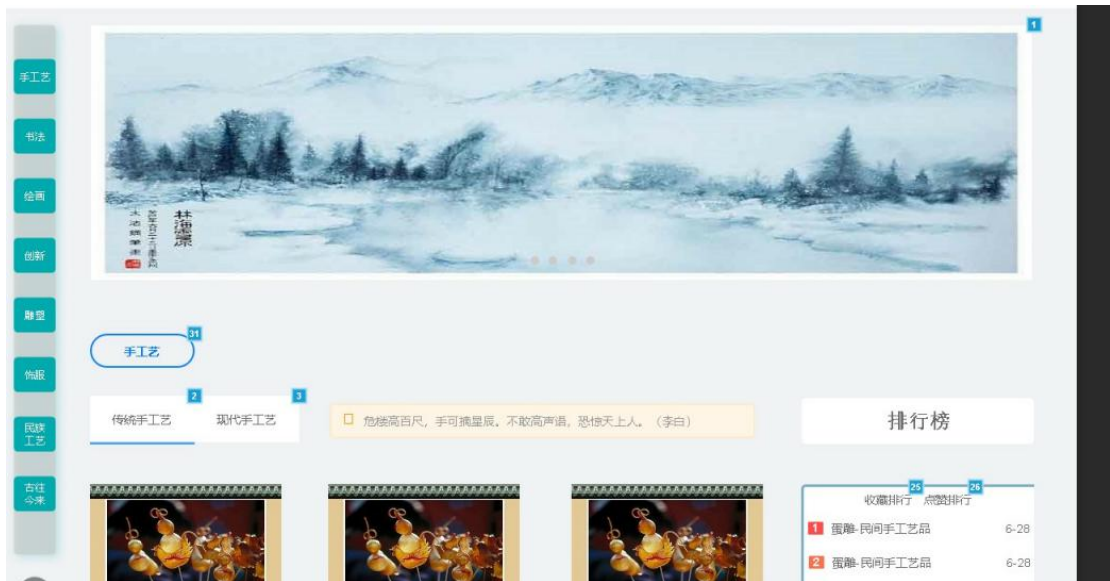 1
手工艺
书法
绘画
创新
雕塑
饰服
民族
工艺
古往
今来
林海雪原
31
手工艺
2
3
传统手工艺
现代手工艺
危楼高百尺，手可摘星辰，不敢高声语，恐惊天上人。（李白）
排行榜
25
26
收藏排行
点赞排行
1 蛋雕-民间手工艺品 6-28
2 蛋雕-民间手工艺品 6-28